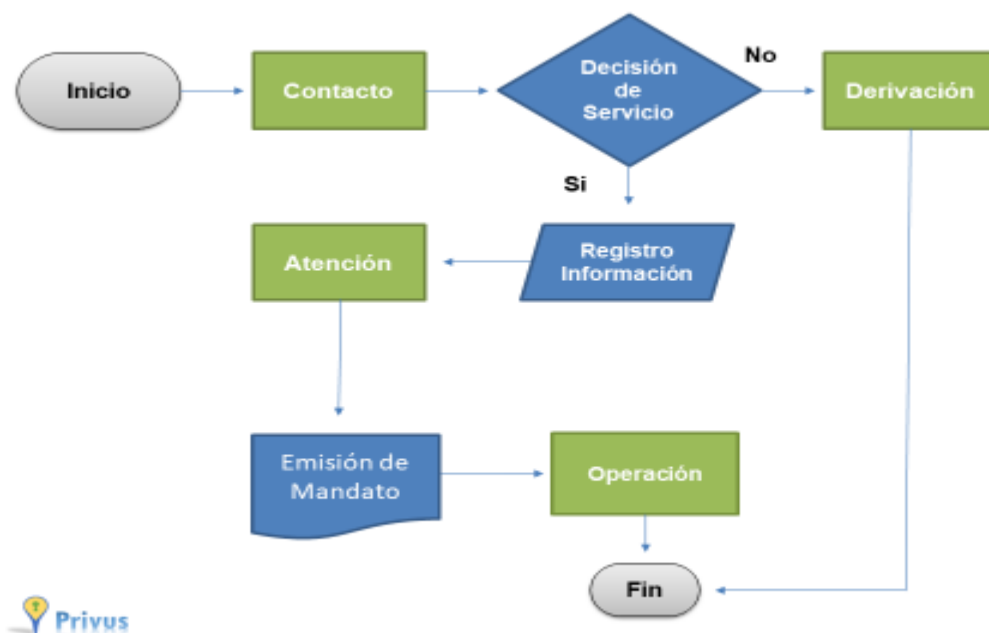 Inicio
Contacto
Decisión
de
Servicio
No
Derivación
Si
Atención
Registro
Información
Emisión de
Mandato
Operación
Fin
Privus